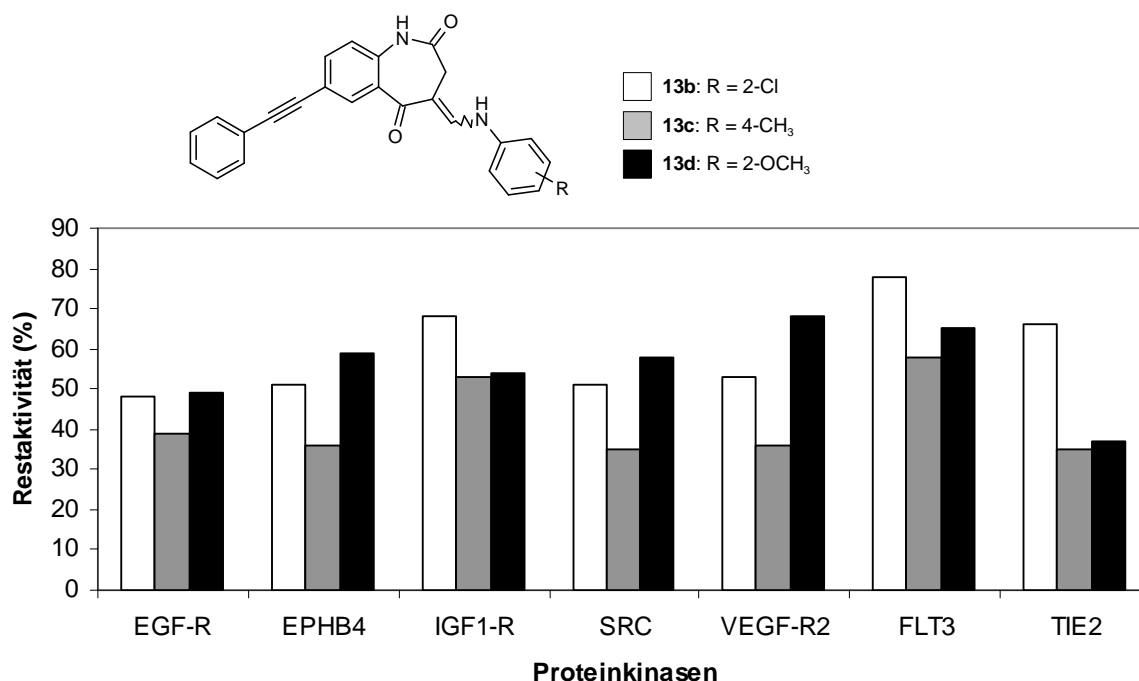 H
N
O
O
H
N
R
13b: R = 2-Cl
13c: R = 4-CH₃
13d: R = 2-OCH₃
Restaktivität (%)
90
80
70
60
50
40
30
20
10
0
EGF-R EPHB4 IGF1-R SRC VEGF-R2 FLT3 TIE2
Proteinkinasen